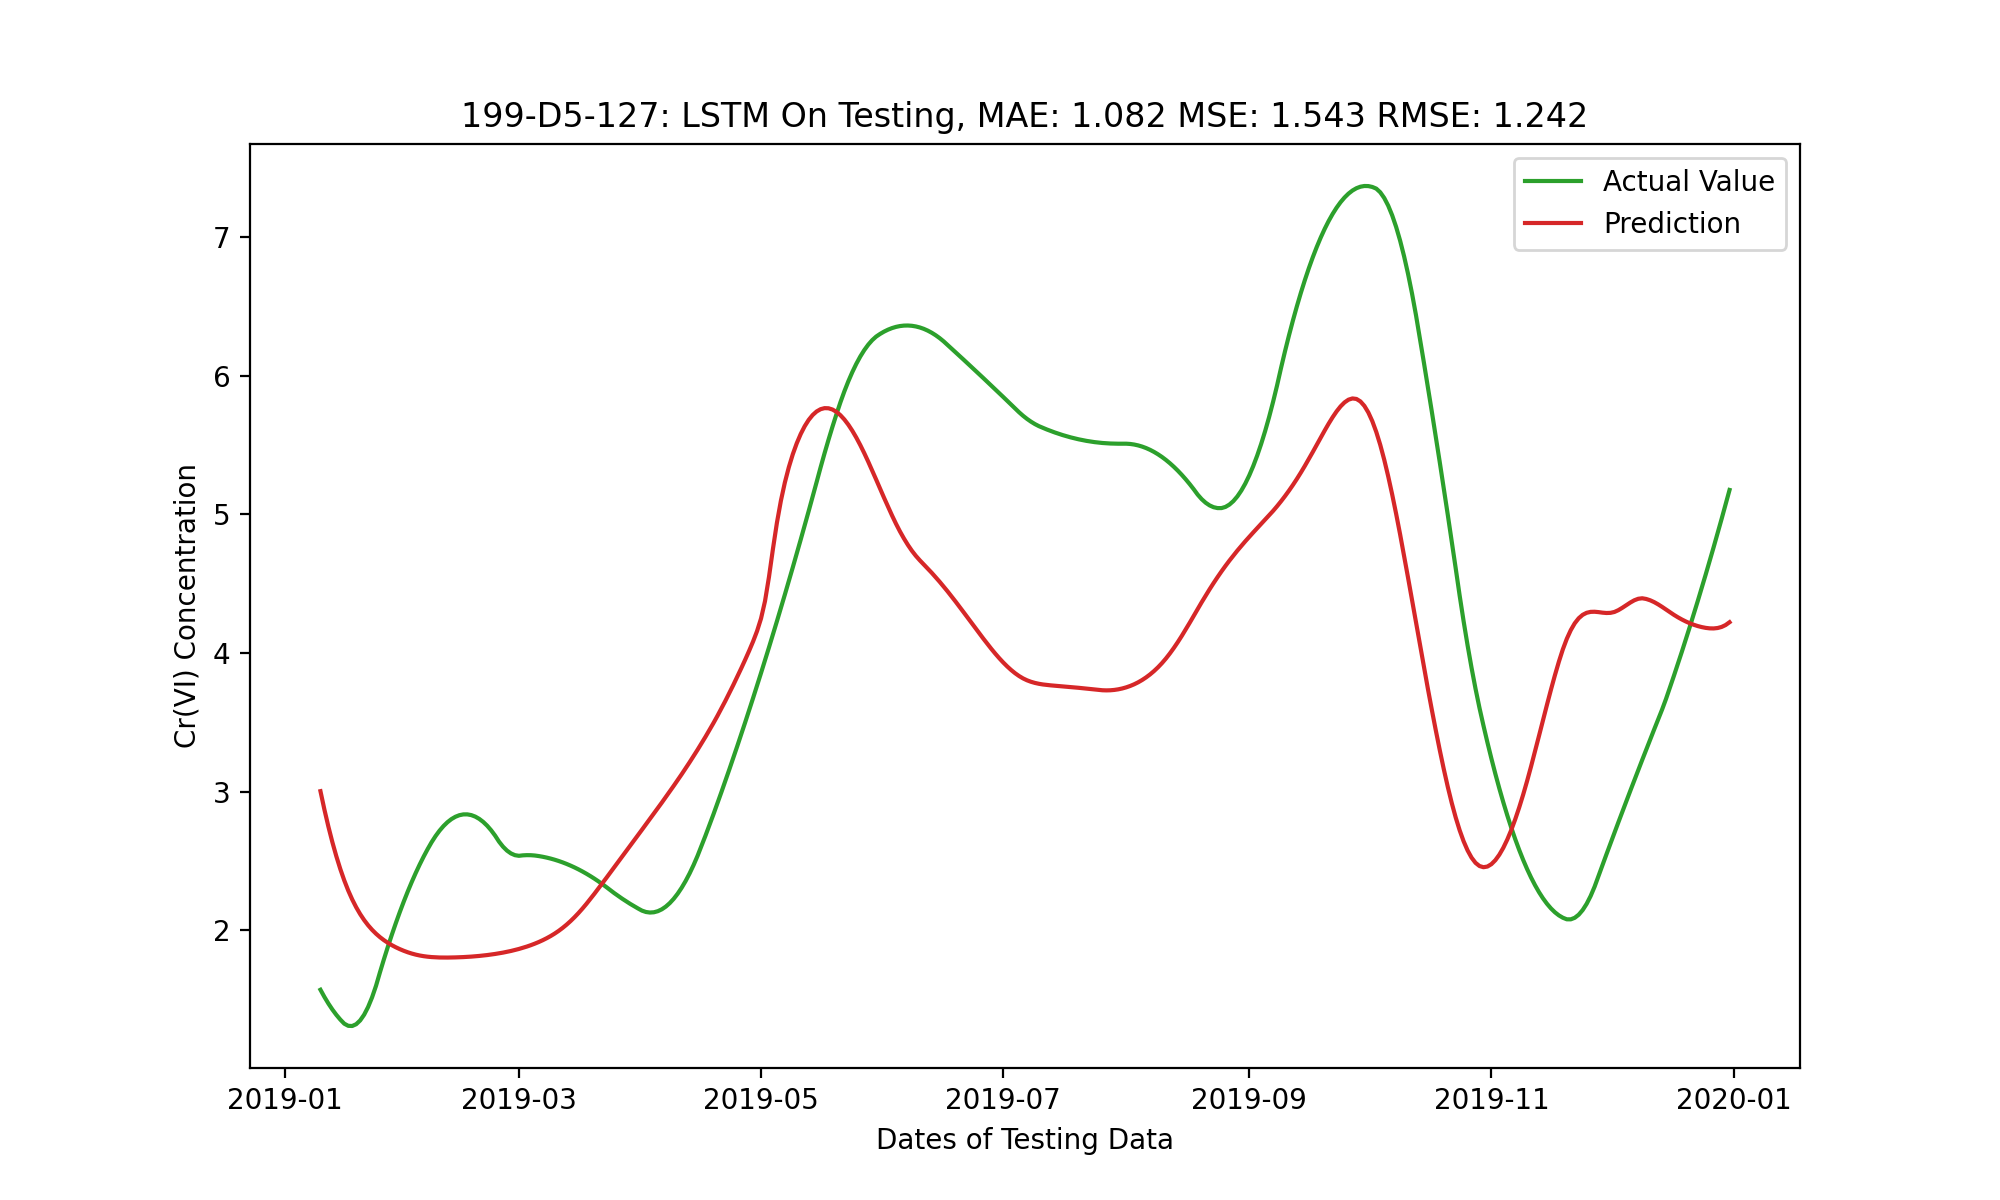 199-D5-127: LSTM On Testing, MAE: 1.082 MSE: 1.543 RMSE: 1.242
Actual Value
Prediction
Cr(VI) Concentration
7
6
5
4
3
2
2019-01
2019-03
2019-05
2019-07
2019-09
2019-11
2020-01
Dates of Testing Data